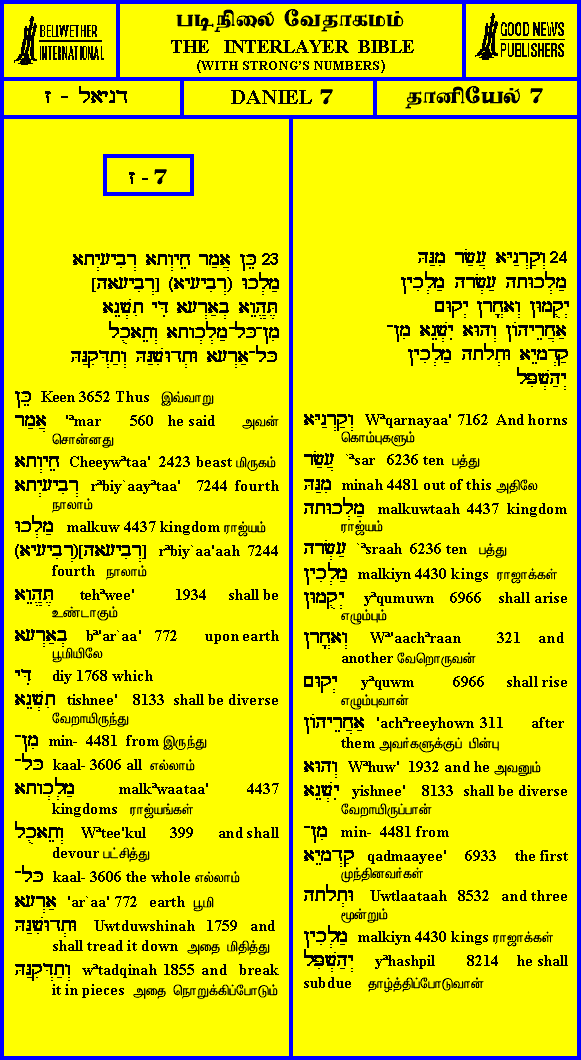 BELLWETHER
INTERNATIONAL
படிநிலை வேதாகமம்
THE INTERLAYER BIBLE
(WITH STRONG'S NUMBERS)
GOOD NEWS
PUBLISHERS
דניאל - ז
DANIEL 7
தானியேல் 7
ז - 7
23 כֵּן אֲמַר חֵיוְתָא רְבִיעָיְתָא
מַלְכוּ (רְבִיעָיא) [רְבִיעָאָה]
תֶּהֱוֵא בְאַרְעָא דִּי תִשְׁנֵא
מִן־כָּל־מַלְכְוָתָא וְתֵאכֻל
כָּל־אַרְעָא וּתְדוּשִׁנַּהּ וְתַדְּקִנַּהּ
כֵּן Keen 3652 Thus இவ்வாறு
אֲמַר 'ªmar 560 he said அவன்
சொன்னது
חֵיוְתָא Cheeywªtaa' 2423 beast மிருகம்
רְבִיעָיְתָא rªbiy`aayªtaa' 7244 fourth
நாலாம்
מַלְכוּ malkuw 4437 kingdom ராஜ்யம்
(רְבִיעָיא)[רְבִיעָאָה] rªbiy`aa'aah 7244
fourth நாலாம்
תֶּהֱוֵא tehªwee' 1934 shall be
உண்டாகும்
בְאַרְעָא bª'ar`aa' 772 upon earth
பூமியிலே
דִּי diy 1768 which
תִשְׁנֵא tishnee' 8133 shall be diverse
வேறாயிருந்து
מִן־ min- 4481 from இருந்து
כָּל־ kaal- 3606 all எல்லாம்
מַלְכְוָתָא malkªwaataa' 4437
kingdoms ராஜ்யங்கள்
וְתֵאכֻל Wªtee'kul 399 and shall
devour பட்சித்து
כָּל־ kaal- 3606 the whole எல்லாம்
אַרְעָא 'ar`aa' 772 earth பூமி
וּתְדוּשִׁנַּהּ Uwtduwshinah 1759 and
shall tread it down அதை மிதித்து
וְתַדְּקִנַּהּ wªtadqinah 1855 and break
it in pieces அதை நொறுக்கிப்போடும்
24 וְקַרְנַיָּא עֲשַׂר מִנַּהּ
מַלְכוּתָה עַשְׂרָה מַלְכִין
יְקֻמוּן וְאָחֳרָן יְקוּם
אַחֲרֵיהוֹן וְהוּא יִשְׁנֵא מִן־
קַדְמָיֵא וּתְלָתָה מַלְכִין
יְהַשְׁפִּל
וְקַרְנַיָּא Wªqarnayaa' 7162 And horns
கொம்புகளும்
עֲשַׂר `ªsar 6236 ten பத்து
מִנַּהּ minah 4481 out of this அதிலே
מַלְכוּתָה malkuwtaah 4437 kingdom
ராஜ்யம்
עַשְׂרָה `ªsraah 6236 ten பத்து
מַלְכִין malkiyn 4430 kings ராஜாக்கள்
יְקֻמוּן yªqumuwn 6966 shall arise
எழும்பும்
וְאָחֳרָן Wª'aachªraan 321 and
another வேறொருவன்
יְקוּם yªquwm 6966 shall rise
எழும்புவான்
אַחֲרֵיהוֹן 'achªreeyhown 311 after
them அவர்களுக்குப் பின்பு
וְהוּא Wªhuw' 1932 and he அவனும்
יִשְׁנֵא yishnee' 8133 shall be diverse
வேறாயிருப்பான்
מִן־ min- 4481 from
קַדְמָיֵא qadmaayee' 6933 the first
முந்தினவர்கள்
וּתְלָתָה Uwtlaataah 8532 and three
மூன்றும்
מַלְכִין malkiyn 4430 kings ராஜாக்கள்
יְהַשְׁפִּל yªhashpil 8214 he shall
subdue தாழ்த்திப்போடுவான்